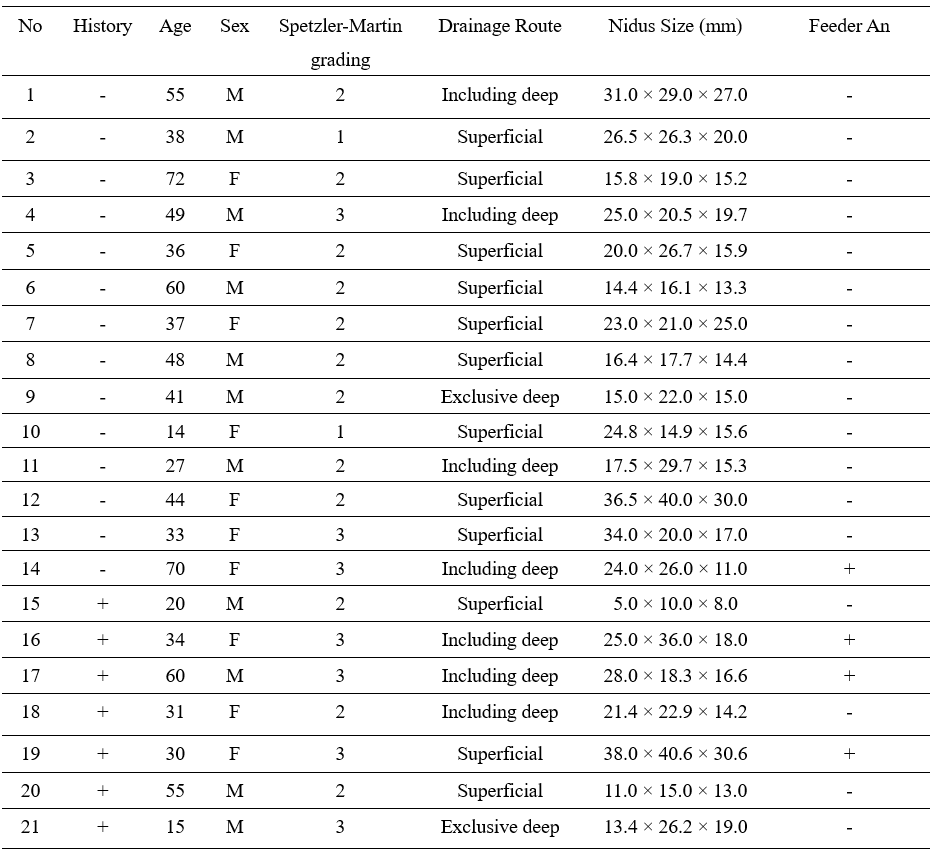 No History Age Sex Spetzler-Martin grading Drainage Route Nidus Size (mm) Feeder An
1 - 55 M 2 Including deep 31.0 × 29.0 × 27.0 -
2 - 38 M 1 Superficial 26.5 × 26.3 × 20.0 -
3 - 72 F 2 Superficial 15.8 × 19.0 × 15.2 -
4 - 49 M 3 Including deep 25.0 × 20.5 × 19.7 -
5 - 36 F 2 Superficial 20.0 × 26.7 × 15.9 -
6 - 60 M 2 Superficial 14.4 × 16.1 × 13.3 -
7 - 37 F 2 Superficial 23.0 × 21.0 × 25.0 -
8 - 48 M 2 Superficial 16.4 × 17.7 × 14.4 -
9 - 41 M 2 Exclusive deep 15.0 × 22.0 × 15.0 -
10 - 14 F 1 Superficial 24.8 × 14.9 × 15.6 -
11 - 27 M 2 Including deep 17.5 × 29.7 × 15.3 -
12 - 44 F 2 Superficial 36.5 × 40.0 × 30.0 -
13 - 33 F 3 Superficial 34.0 × 20.0 × 17.0 -
14 - 70 F 3 Including deep 24.0 × 26.0 × 11.0 +
15 + 20 M 2 Superficial 5.0 × 10.0 × 8.0 -
16 + 34 F 3 Including deep 25.0 × 36.0 × 18.0 +
17 + 60 M 3 Including deep 28.0 × 18.3 × 16.6 +
18 + 31 F 2 Including deep 21.4 × 22.9 × 14.2 -
19 + 30 F 3 Superficial 38.0 × 40.6 × 30.6 +
20 + 55 M 2 Superficial 11.0 × 15.0 × 13.0 -
21 + 15 M 3 Exclusive deep 13.4 × 26.2 × 19.0 -